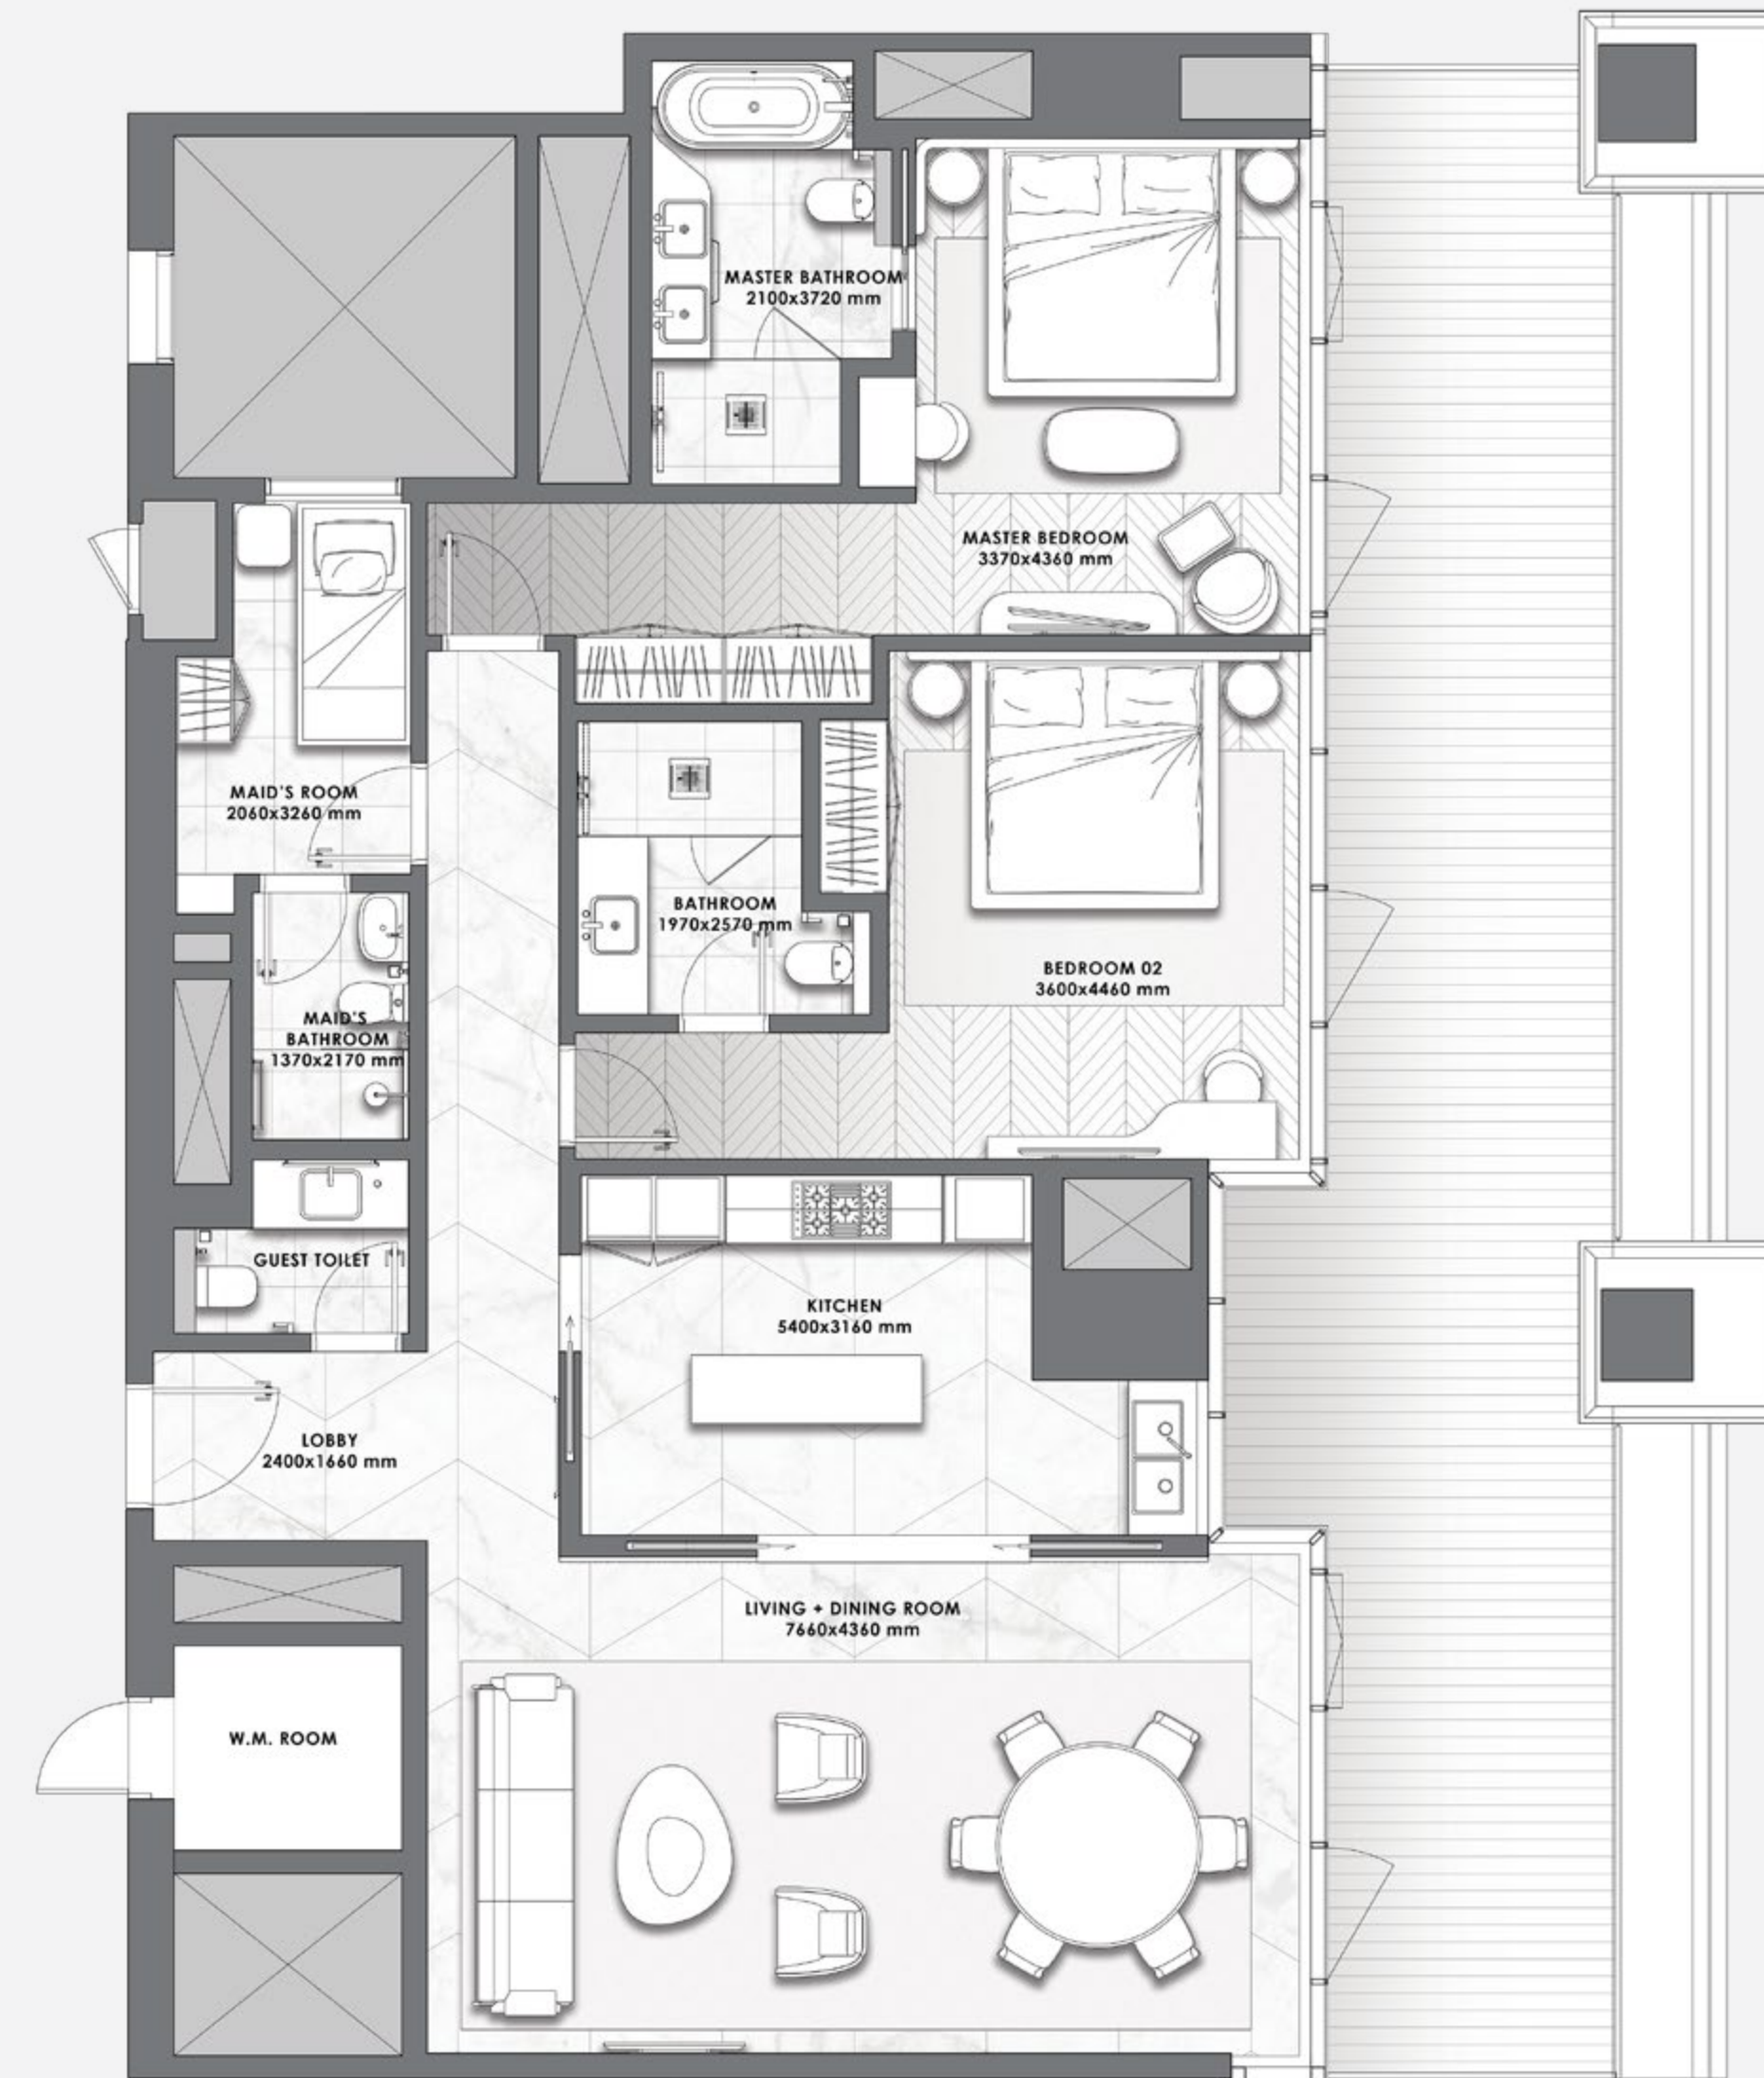 MASTER BATHROOM
2100x3720 mm
MASTER BEDROOM
3370x4360 mm
MAID'S ROOM
2060x3260 mm
BATHROOM
1970x2570 mm
BEDROOM 02
3600x4460 mm
MAID'S
BATHROOM
1370x2170 mm
GUEST TOILET
KITCHEN
5400x3160 mm
LOBBY
2400x1660 mm
LIVING + DINING ROOM
7660x4360 mm
W.M. ROOM